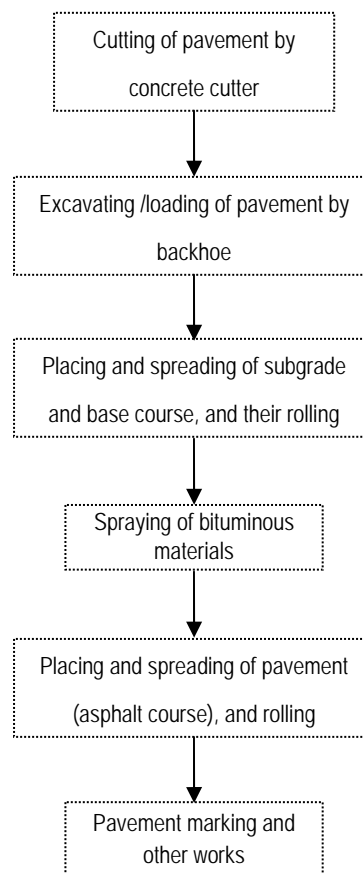 Cutting of pavement by
concrete cutter
Excavating /loading of pavement by
backhoe
Placing and spreading of subgrade
and base course, and their rolling
Spraying of bituminous
materials
Placing and spreading of pavement
(asphalt course), and rolling
Pavement marking and
other works